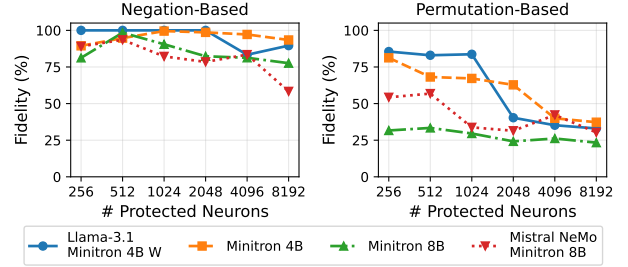 Negation-Based
Permutation-Based
100
75
50
25
0
Fidelity (%)
256 512 1024 2048 4096 8192
# Protected Neurons
100
75
50
25
0
Fidelity (%)
256 512 1024 2048 4096 8192
# Protected Neurons
Llama-3.1
Minitron 4B W
Minitron 4B
Minitron 8B
Mistral NeMo
Minitron 8B